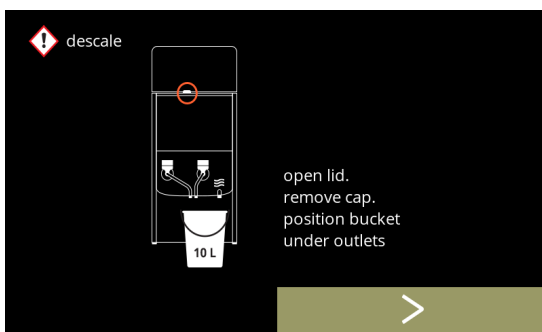 descale
open lid.
remove cap.
position bucket
under outlets
10 L